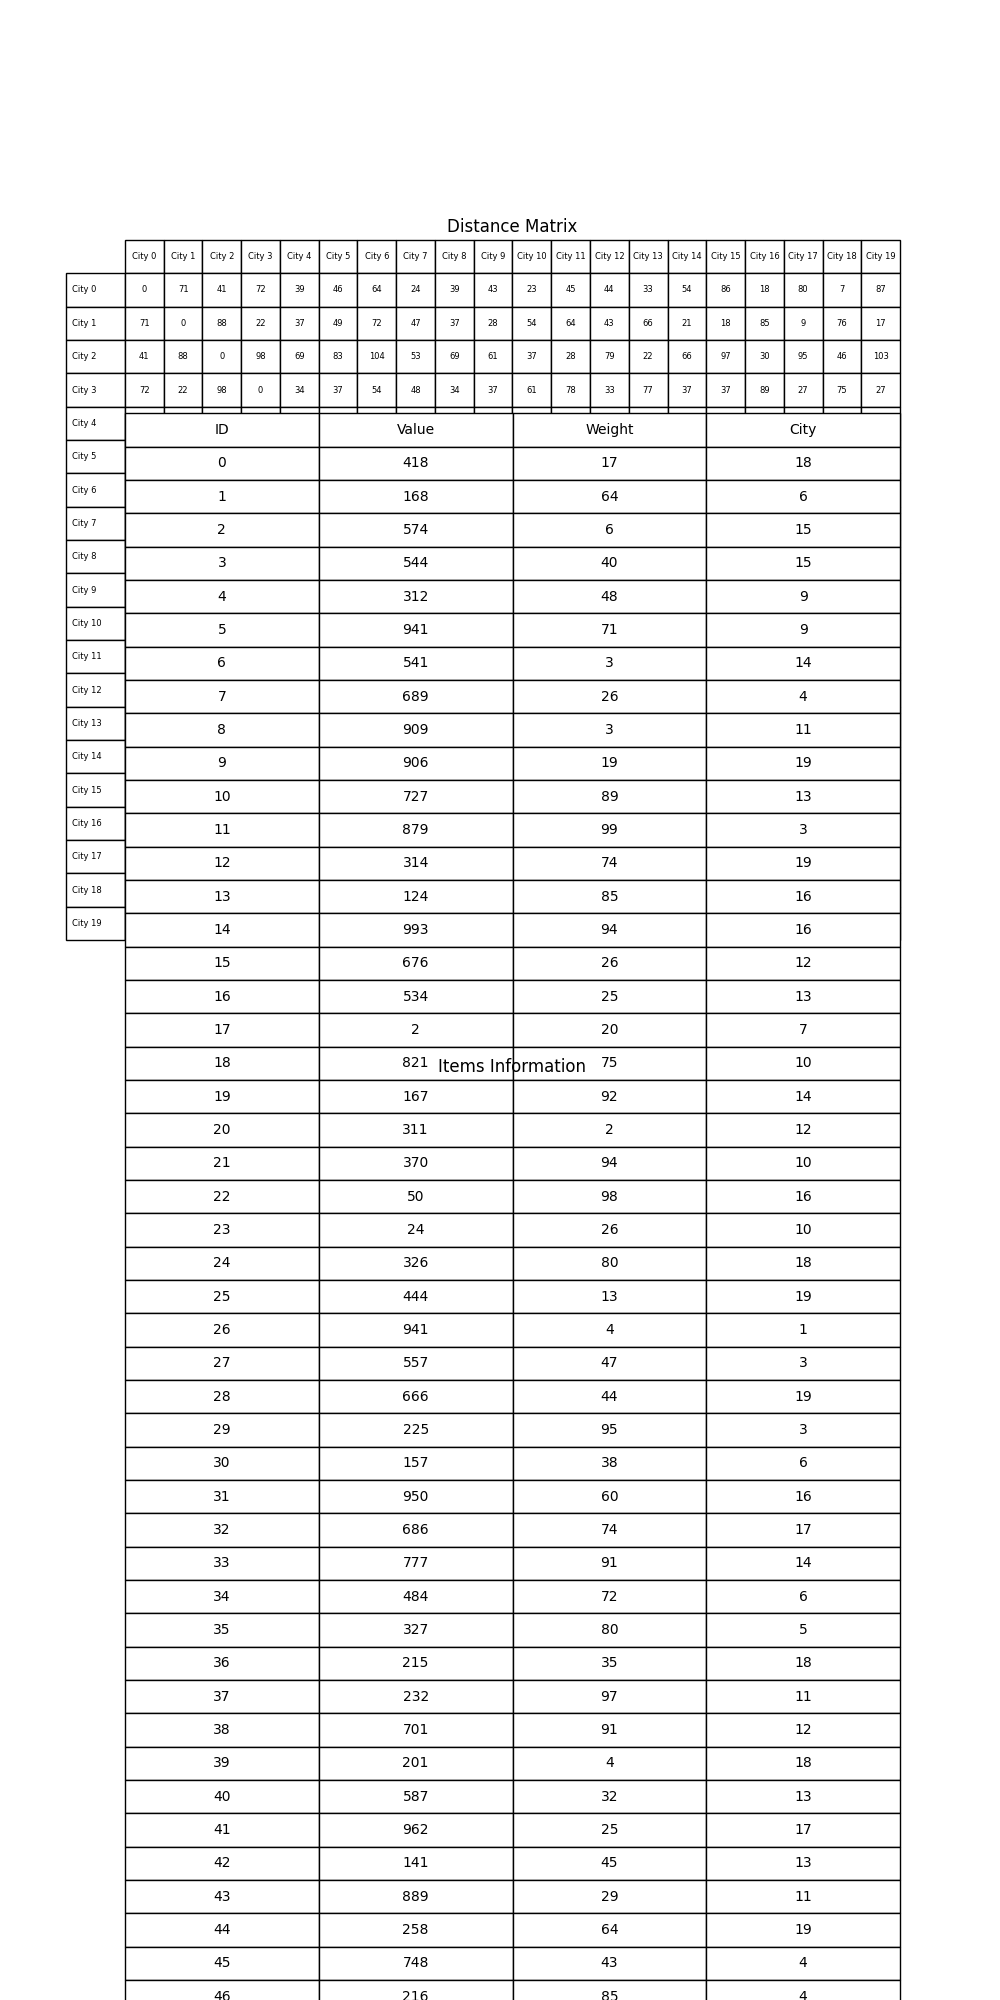 Distance Matrix
City 0 City 1 City 2 City 3 City 4 City 5 City 6 City 7 City 8 City 9 City 10 City 11 City 12 City 13 City 14 City 15 City 16 City 17 City 18 City 19
City 0 0 71 41 72 39 46 64 24 39 43 23 45 44 33 54 86 18 80 7 87
City 1 71 0 88 22 37 49 72 47 37 28 54 64 43 66 21 18 85 9 76 17
City 2 41 88 0 98 69 83 104 53 69 61 37 28 79 22 66 97 30 95 46 103
City 3 72 22 98 0 34 37 54 48 34 37 61 78 33 77 37 37 89 27 75 27
City 4
ID Value Weight City
City 5
0 418 17 18
City 6
1 168 64 6
City 7
2 574 6 15
City 8
3 544 40 15
City 9
4 312 48 9
City 10
5 941 71 9
City 11
6 541 3 14
City 12
7 689 26 4
City 13
8 909 3 11
City 14
9 906 19 19
City 15
10 727 89 13
City 16
11 879 99 3
City 17
12 314 74 19
City 18
13 124 85 16
City 19
14 993 94 16
15 676 26 12
16 534 25 13
17 2 20 7
18 821 75 10
Items Information
19 167 92 14
20 311 2 12
21 370 94 10
22 50 98 16
23 24 26 10
24 326 80 18
25 444 13 19
26 941 4 1
27 557 47 3
28 666 44 19
29 225 95 3
30 157 38 6
31 950 60 16
32 686 74 17
33 777 91 14
34 484 72 6
35 327 80 5
36 215 35 18
37 232 97 11
38 701 91 12
39 201 4 18
40 587 32 13
41 962 25 17
42 141 45 13
43 889 29 11
44 258 64 19
45 748 43 4
46 216 85 4